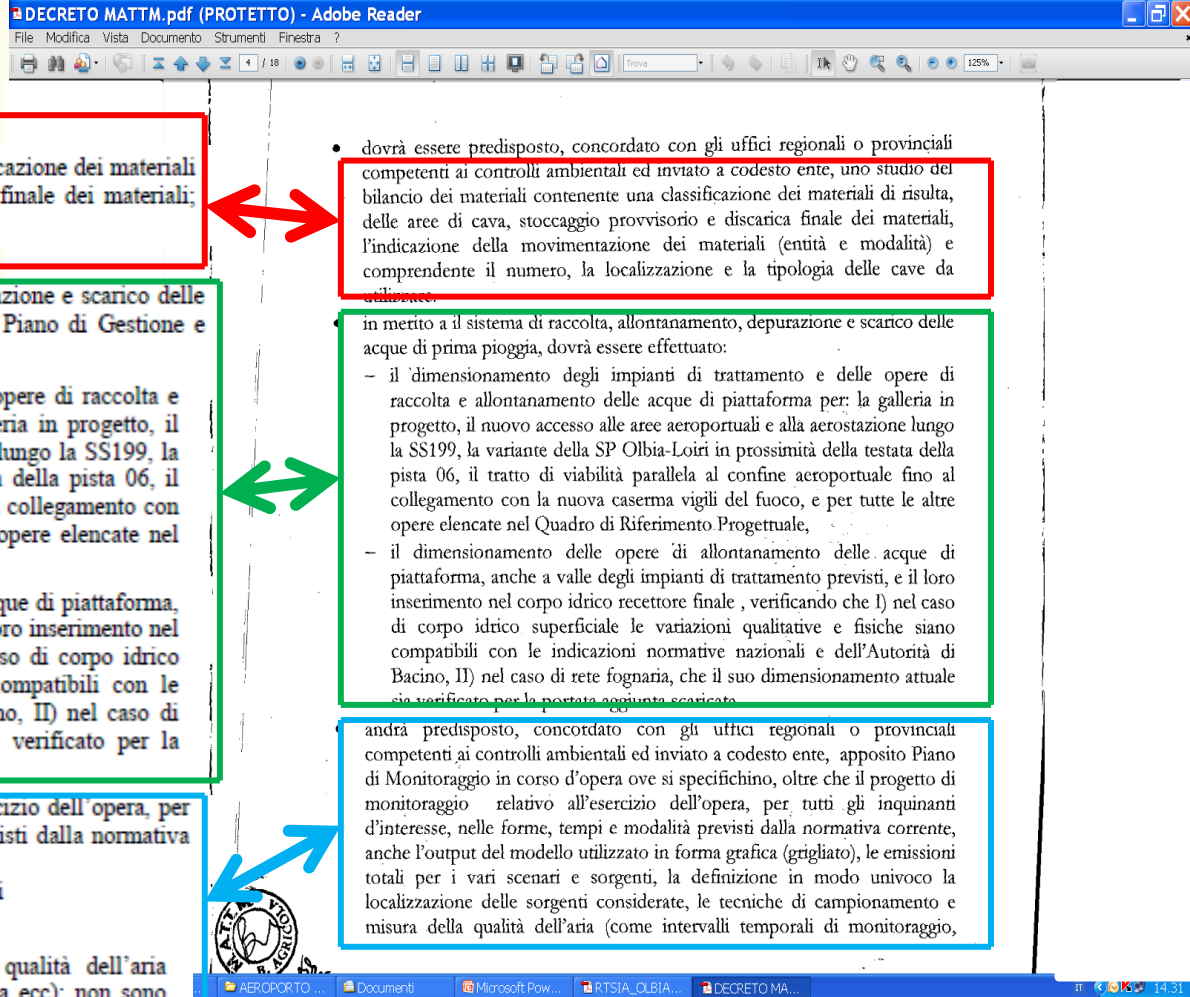 DECRETO MATTM.pdf (PROTETTO) - Adobe Reader
File Modifica Vista Documento Strumenti Finestra ?
4 / 18 Trova 125%
cazione dei materiali
finale dei materiali;
azione e scarico delle
Piano di Gestione e
opere di raccolta e
eria in progetto, il
lungo la SS199, la
a della pista 06, il
collegamento con
opere elencate nel
que di piattaforma,
oro inserimento nel
so di corpo idrico
ompatibili con le
no, II) nel caso di
verificato per la
cizio dell'opera, per
isti dalla normativa
i
qualità dell'aria
a ecc); non sono
• dovrà essere predisposto, concordato con gli uffici regionali o provinciali
competenti ai controlli ambientali ed inviato a codesto ente, uno studio del
bilancio dei materiali contenente una classificazione dei materiali di risulta,
delle aree di cava, stoccaggio provvisorio e discarica finale dei materiali,
l'indicazione della movimentazione dei materiali (entità e modalità) e
comprendente il numero, la localizzazione e la tipologia delle cave da
utilizzare.
• in merito a il sistema di raccolta, allontanamento, depurazione e scarico delle
acque di prima pioggia, dovrà essere effettuato:
– il dimensionamento degli impianti di trattamento e delle opere di
raccolta e allontanamento delle acque di piattaforma per: la galleria in
progetto, il nuovo accesso alle aree aeroportuali e alla aerostazione lungo
la SS199, la variante della SP Olbia-Loiri in prossimità della testata della
pista 06, il tratto di viabilità parallela al confine aeroportuale fino al
collegamento con la nuova caserma vigili del fuoco, e per tutte le altre
opere elencate nel Quadro di Riferimento Progettuale,
– il dimensionamento delle opere di allontanamento delle acque di
piattaforma, anche a valle degli impianti di trattamento previsti, e il loro
inserimento nel corpo idrico recettore finale , verificando che I) nel caso
di corpo idrico superficiale le variazioni qualitative e fisiche siano
compatibili con le indicazioni normative nazionali e dell'Autorità di
Bacino, II) nel caso di rete fognaria, che il suo dimensionamento attuale
sia verificato per la portata aggiunta scaricata
• andrà predisposto, concordato con gli uffici regionali o provinciali
competenti ai controlli ambientali ed inviato a codesto ente, apposito Piano
di Monitoraggio in corso d'opera ove si specifichino, oltre che il progetto di
monitoraggio relativo all'esercizio dell'opera, per tutti gli inquinanti
d'interesse, nelle forme, tempi e modalità previsti dalla normativa corrente,
anche l'output del modello utilizzato in forma grafica (grigliato), le emissioni
totali per i vari scenari e sorgenti, la definizione in modo univoco la
localizzazione delle sorgenti considerate, le tecniche di campionamento e
misura della qualità dell'aria (come intervalli temporali di monitoraggio,
AEROPORTO ... Documenti Microsoft Pow... RTSIA_OLBIA... DECRETO MA... IT 14.31